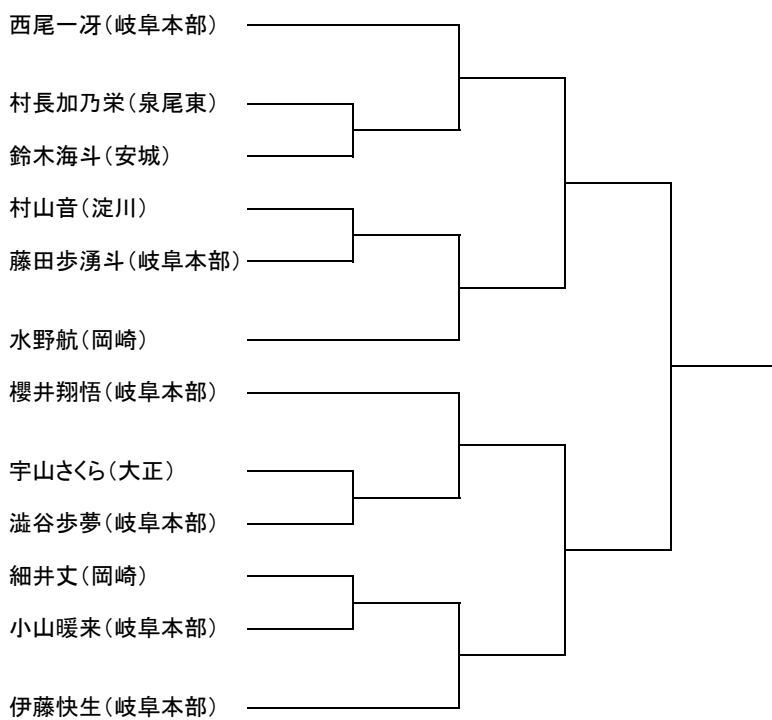 西尾一冴（岐阜本部）
村長加乃栄（泉尾東）
鈴木海斗（安城）
村山音（淀川）
藤田歩湧斗（岐阜本部）
水野航（岡崎）
櫻井翔悟（岐阜本部）
宇山さくら（大正）
澁谷歩夢（岐阜本部）
細井丈（岡崎）
小山暖来（岐阜本部）
伊藤快生（岐阜本部）